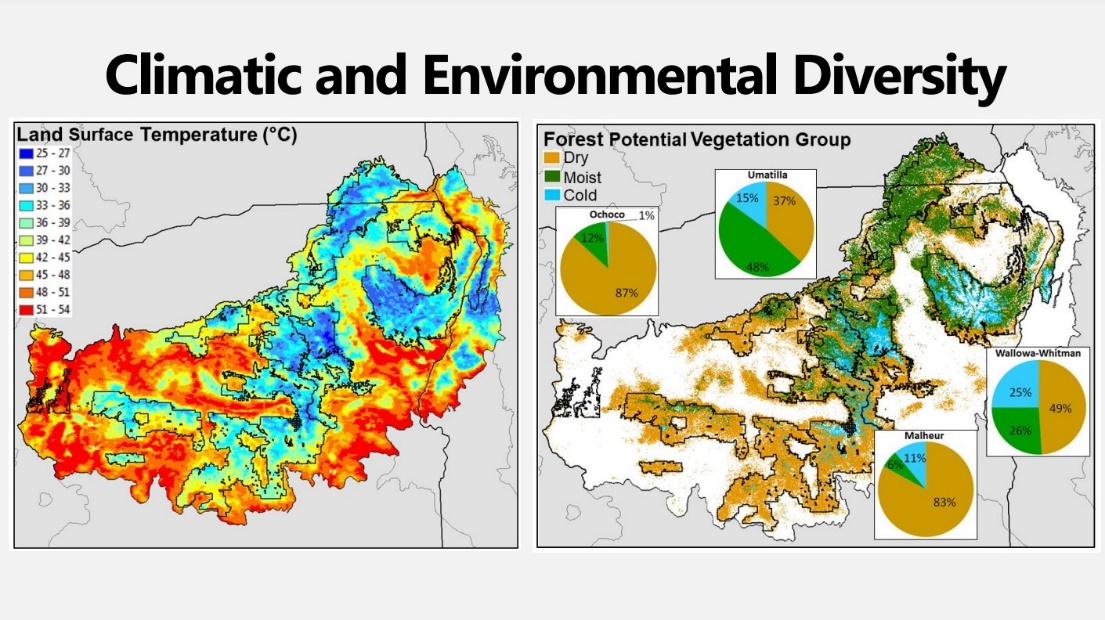 Climatic and Environmental Diversity
Land Surface Temperature (°C)
25 - 27
27 - 30
30 - 33
33 - 36
36 - 39
39 - 42
42 - 45
45 - 48
48 - 51
51 - 54
Forest Potential Vegetation Group
Dry
Moist
Cold
Umatilla
15%
37%
48%
Ochoco
1%
12%
87%
Wallowa-Whitman
25%
49%
26%
Malheur
11%
6%
83%